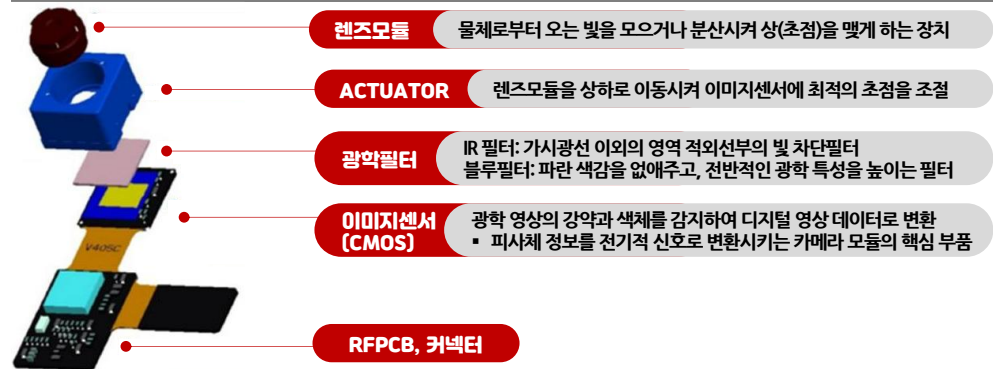 렌즈모듈
물체로부터 오는 빛을 모으거나 분산시켜 상(초점)을 맺게 하는 장치
ACTUATOR
렌즈모듈을 상하로 이동시켜 이미지센서에 최적의 초점을 조절
광학필터
IR 필터: 가시광선 이외의 영역 적외선부의 빛 차단필터
블루필터: 파란 색감을 없애주고, 전반적인 광학 특성을 높이는 필터
이미지센서
(CMOS)
광학 영상의 강약과 색체를 감지하여 디지털 영상 데이터로 변환
▪ 피사체 정보를 전기적 신호로 변환시키는 카메라 모듈의 핵심 부품
V40SC
RFPCB, 커넥터